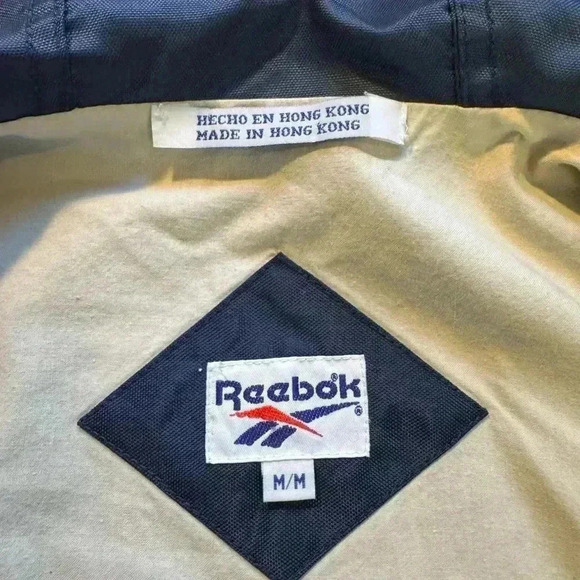 HECHO EN HONG KONG
MADE IN HONG KONG
Reebok®
®
M/M